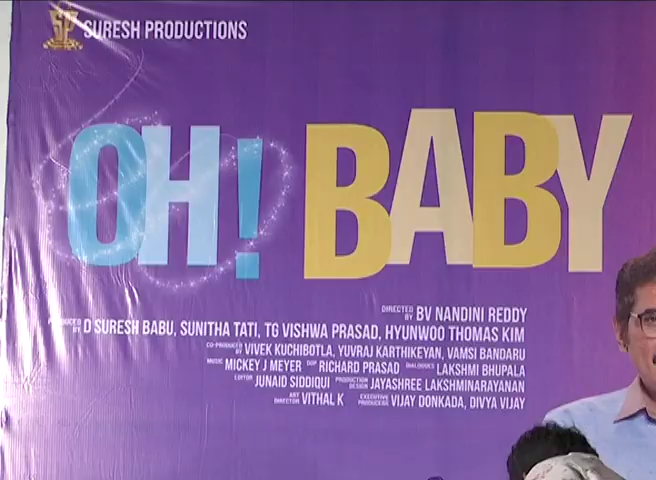 SURESH PRODUCTIONS
OH! BABY
DIRECTED BY BV NANDINI REDDY
PRODUCED BY D SURESH BABU, SUNITHA TATI, TG VISHWA PRASAD, HYUNWOO THOMAS KIM
CO-PRODUCED BY VIVEK KUCHIBOTLA, YUVRAJ KARTHIKEYAN, VAMSI BANDARU
MUSIC MICKEY J MEYER DOP RICHARD PRASAD DIALOGUES LAKSHMI BHUPALA
EDITOR JUNAID SIDDIQUI PRODUCTION DESIGN JAYASHREE LAKSHMINARAYANAN
ART DIRECTOR VITHAL K EXECUTIVE PRODUCERS VIJAY DONKADA, DIVYA VIJAY